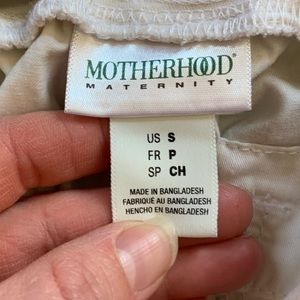 MOTHERHOOD
MATERNITY
US S
FR P
SP CH
MADE IN BANGLADESH
FABRIQUÉ AU BANGLADESH
HENCHO EN BANGLADESH